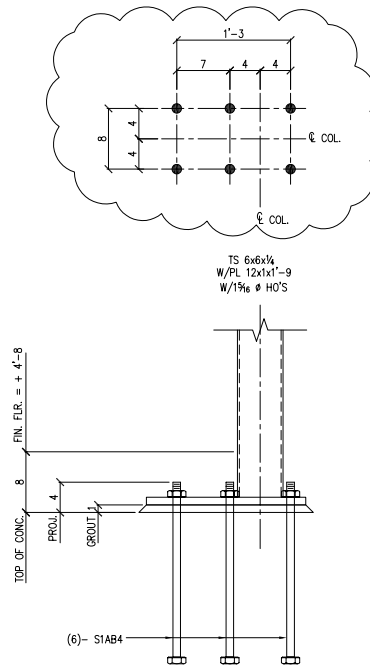 1'-3
7 4 4
8
4
4
℄ COL.
℄ COL.
TS 6x6x¼
W/PL 12x1x1'-9
W/1⁵⁄₁₆ ø HO'S
FIN. FLR. = + 4'-8
8
TOP OF CONC.
4
PROJ.
1
GROUT
(6)- S1AB4